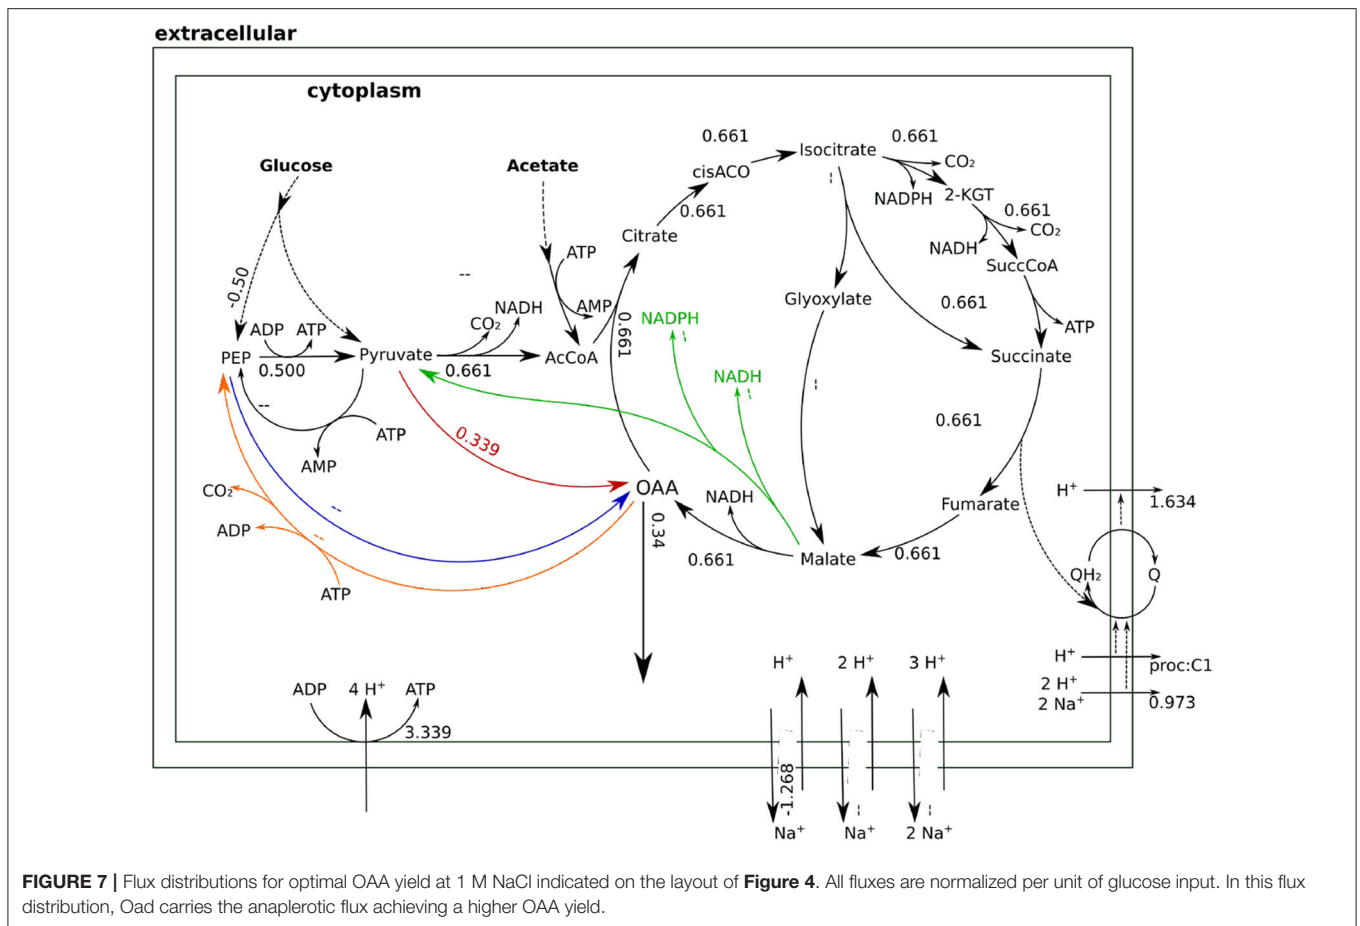 extracellular
cytoplasm
Glucose
Acetate
0.661
Isocitrate
0.661
cisACO
CO₂
NADPH
2-KGT
0.661
0.661
CO₂
Citrate
NADH
SuccCoA
ATP
-0.50
--
Glyoxylate
0.661
AMP
NADH
CO₂
NADPH
ATP
ADP
ATP
0.661
PEP
Pyruvate
AcCoA
Succinate
0.500
0.661
NADH
--
0.661
0.339
ATP
AMP
CO₂
OAA
NADH
Fumarate
H⁺
1.634
--
ADP
--
0.34
0.661
Malate
0.661
QH₂
Q
ATP
H⁺
proc:C1
H⁺
2 H⁺
3 H⁺
2 H⁺
2 Na⁺
0.973
ADP
4 H⁺
ATP
3.339
-1.268
Na⁺
Na⁺
2 Na⁺
FIGURE 7 | Flux distributions for optimal OAA yield at 1 M NaCl indicated on the layout of Figure 4. All fluxes are normalized per unit of glucose input. In this flux
distribution, Oad carries the anaplerotic flux achieving a higher OAA yield.